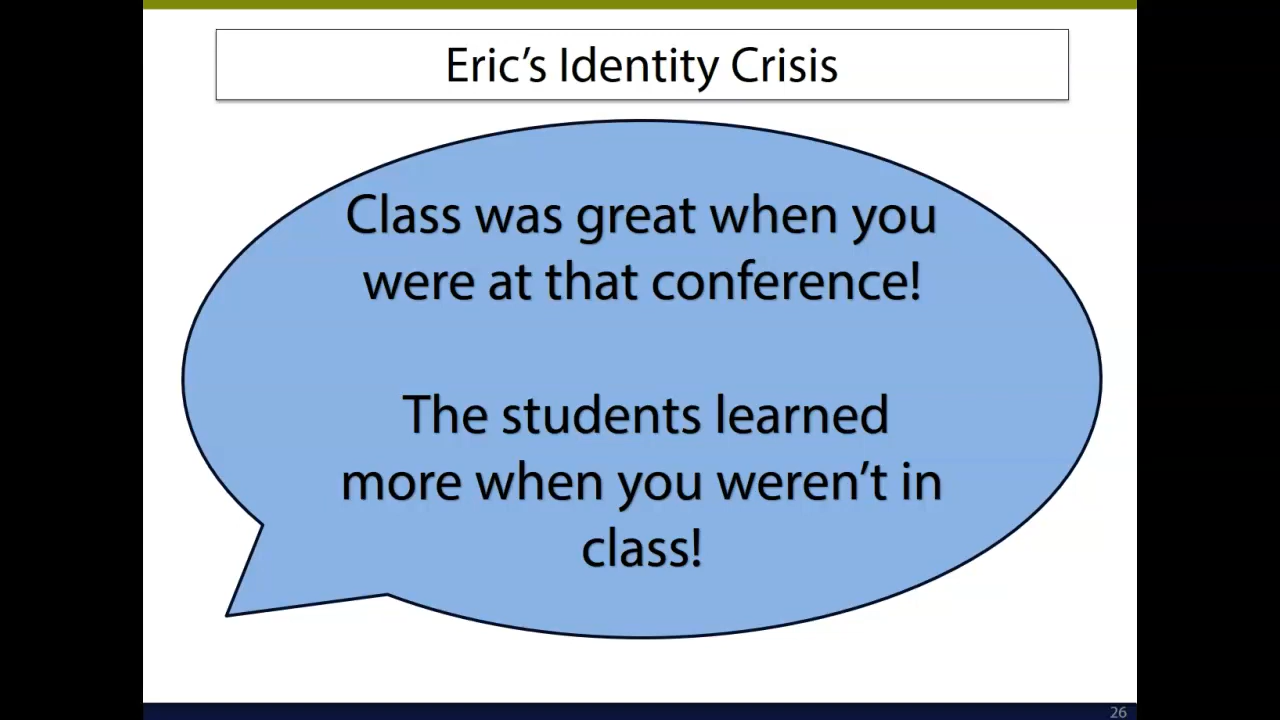 Eric’s Identity Crisis
Class was great when you
were at that conference!
The students learned
more when you weren’t in
class!
26